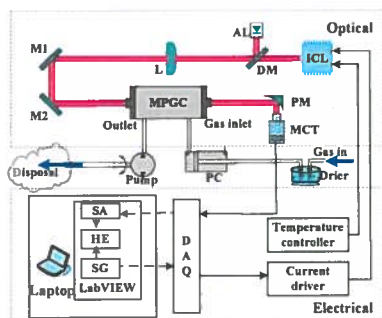 AL
Optical
M1
L
DM
ICL
MPGC
PM
M2
Outlet
Gas inlet
MCT
Gas in
Disposal
Pump
PC
Drier
SA
HE
SG
Laptop
LabVIEW
D
A
Q
Temperature
controller
Current
driver
Electrical